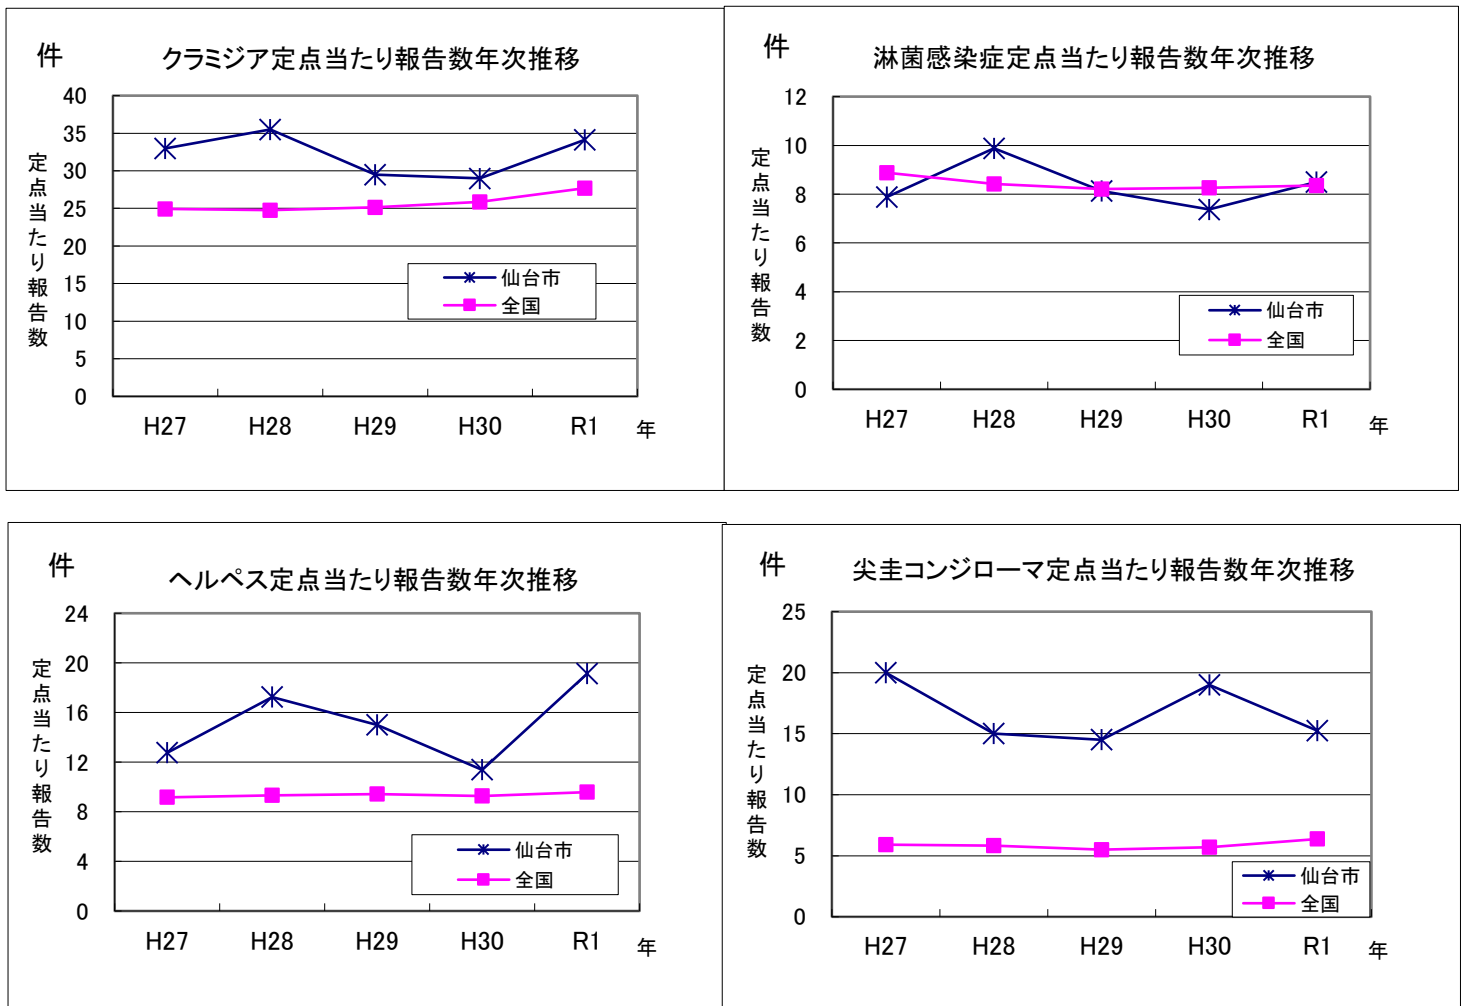 件
クラミジア定点当たり報告数年次推移
定点当たり報告数
40
35
30
25
20
15
10
5
0
仙台市
全国
H27 H28 H29 H30 R1 年
件
淋菌感染症定点当たり報告数年次推移
定点当たり報告数
12
10
8
6
4
2
0
仙台市
全国
H27 H28 H29 H30 R1 年
件
ヘルペス定点当たり報告数年次推移
定点当たり報告数
24
20
16
12
8
4
0
仙台市
全国
H27 H28 H29 H30 R1 年
件
尖圭コンジローマ定点当たり報告数年次推移
定点当たり報告数
25
20
15
10
5
0
仙台市
全国
H27 H28 H29 H30 R1 年